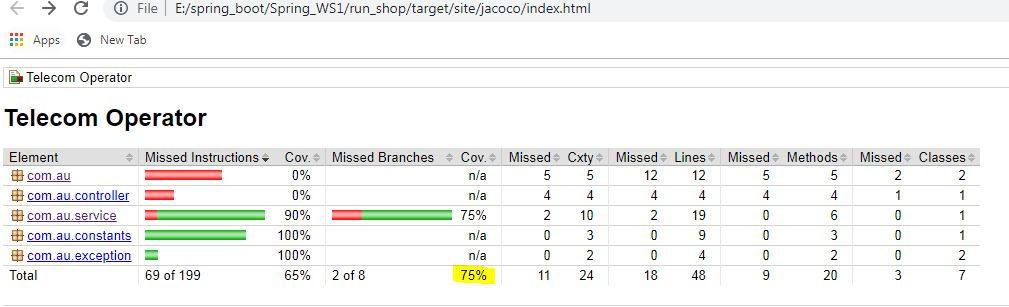 File | E:/spring_boot/Spring_WS1/run_shop/target/site/jacoco/index.html
Apps New Tab
Telecom Operator
Telecom Operator
Element Missed Instructions Cov. Missed Branches Cov. Missed Cxty Missed Lines Missed Methods Missed Classes
com.au 0% n/a 5 5 12 12 5 5 2 2
com.au.controller 0% n/a 4 4 4 4 4 4 1 1
com.au.service 90% 75% 2 10 2 19 0 6 0 1
com.au.constants 100% n/a 0 3 0 9 0 3 0 1
com.au.exception 100% n/a 0 2 0 4 0 2 0 2
Total 69 of 199 65% 2 of 8 75% 11 24 18 48 9 20 3 7